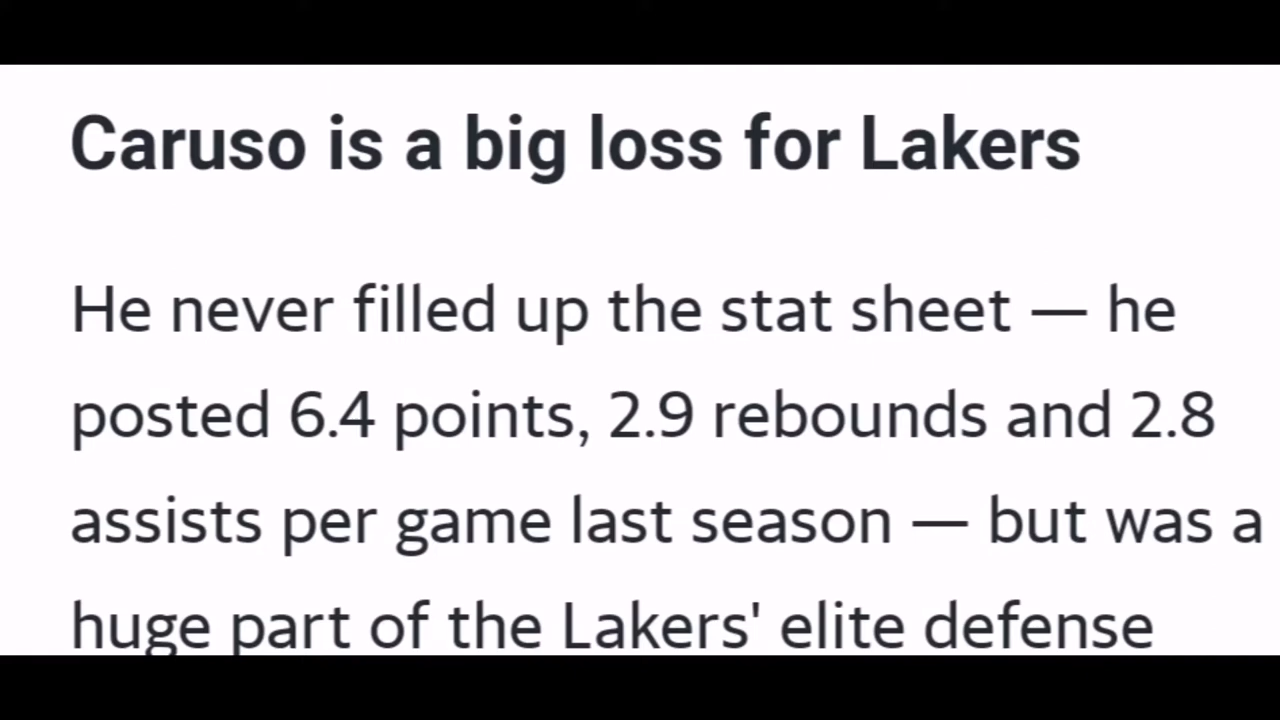 Caruso is a big loss for Lakers
He never filled up the stat sheet — he
posted 6.4 points, 2.9 rebounds and 2.8
assists per game last season — but was a
huge part of the Lakers' elite defense